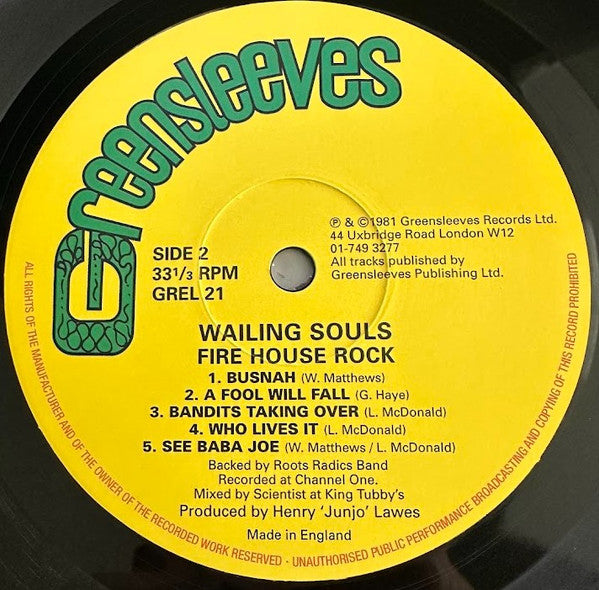 Greensleeves
SIDE 2
33 1/3 RPM
GREL 21
℗ & ©1981 Greensleeves Records Ltd.
44 Uxbridge Road London W12
01-749 3277
All tracks published by
Greensleeves Publishing Ltd.
WAILING SOULS
FIRE HOUSE ROCK
1. BUSNAH (W. Matthews)
2. A FOOL WILL FALL (G. Haye)
3. BANDITS TAKING OVER (L. McDonald)
4. WHO LIVES IT (L. McDonald)
5. SEE BABA JOE (W. Matthews / L. McDonald)
Backed by Roots Radics Band
Recorded at Channel One.
Mixed by Scientist at King Tubby's
Produced by Henry 'Junjo' Lawes
Made in England
ALL RIGHTS OF THE MANUFACTURER AND OF THE OWNER OF THE RECORDED WORK RESERVED - UNAUTHORISED PUBLIC PERFORMANCE BROADCASTING AND COPYING OF THIS RECORD PROHIBITED